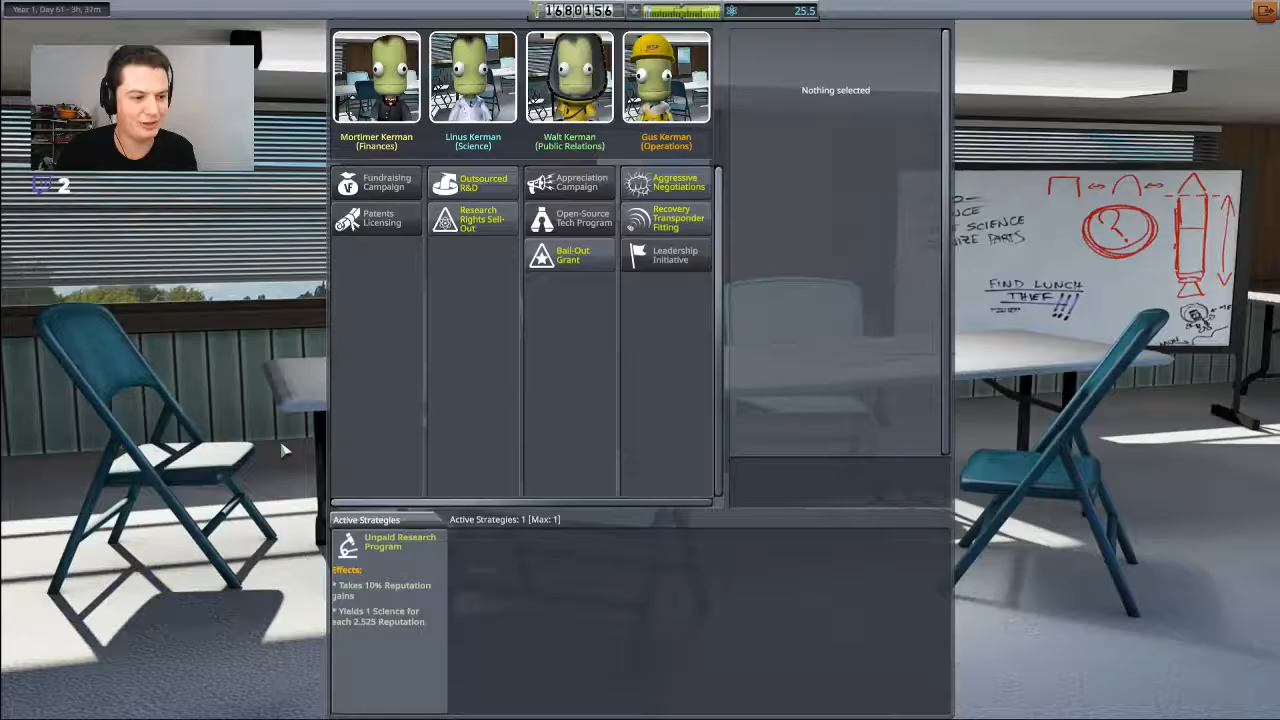 Year 1, Day 61 - 3h, 37m
1680156
25.5
2
Mortimer Kerman
(Finances)
Linus Kerman
(Science)
Walt Kerman
(Public Relations)
Gus Kerman
(Operations)
Nothing selected
Fundraising
Campaign
Patents
Licensing
Outsourced
R&D
Research
Rights Sell-
Out
Appreciation
Campaign
Open-Source
Tech Program
Bail-Out
Grant
Aggressive
Negotiations
Recovery
Transponder
Fitting
Leadership
Initiative
OF SCIENCE
IZE PARTS
?
FIND LUNCH
THIEF!!!
Active Strategies
Active Strategies: 1 [Max: 1]
Unpaid Research
Program
Effects:
* Takes 10% Reputation
gains
* Yields 1 Science for
each 2.525 Reputation